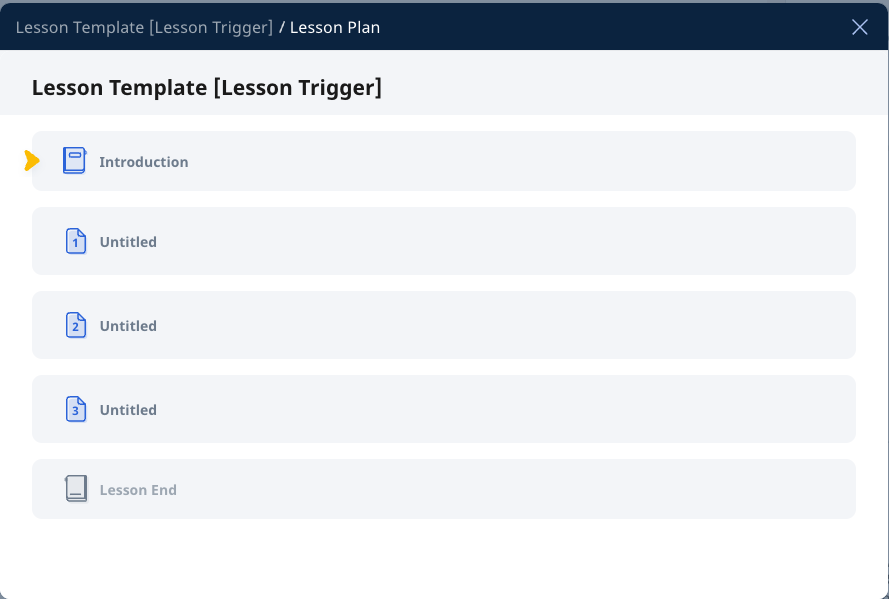 Lesson Template [Lesson Trigger] / Lesson Plan
Lesson Template [Lesson Trigger]
Introduction
1 Untitled
2 Untitled
3 Untitled
Lesson End